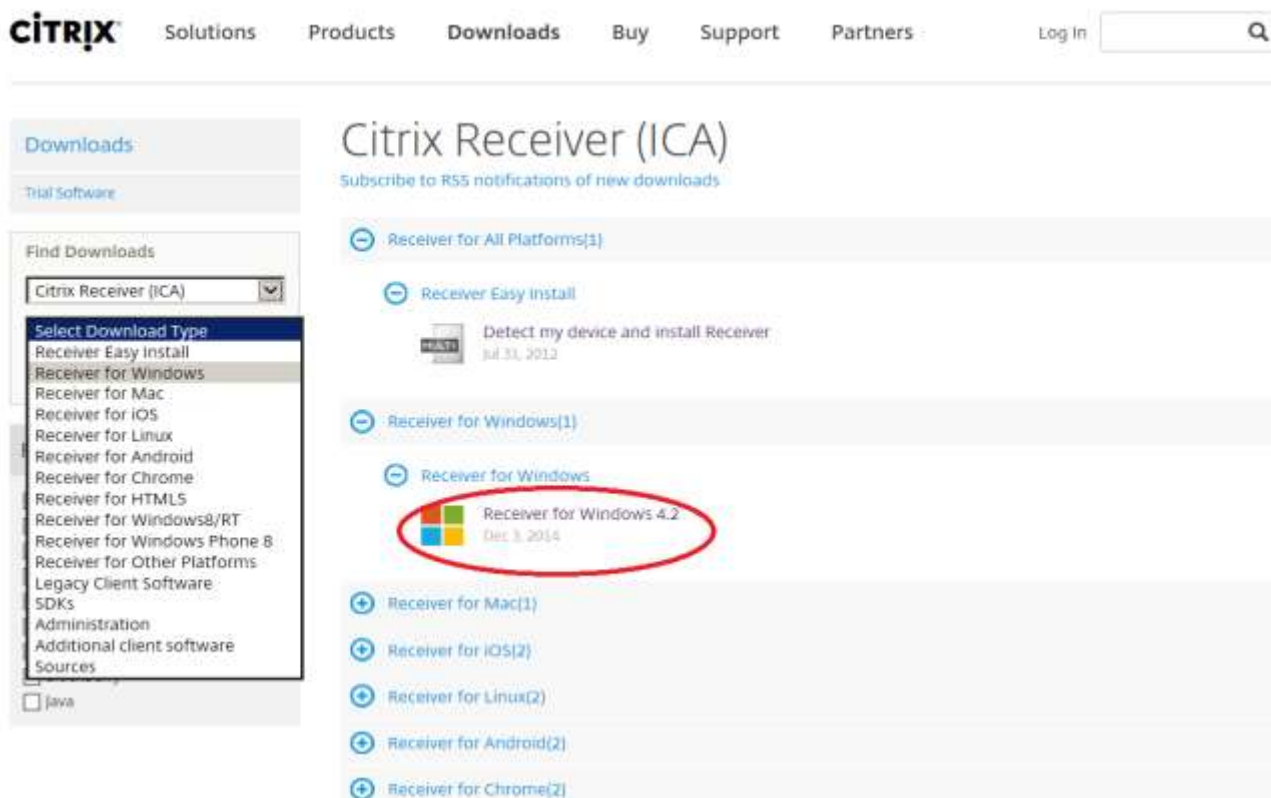 CİTRIX
Solutions Products Downloads Buy Support Partners Log In
Downloads
Trial Software
Find Downloads
Citrix Receiver (ICA)
Select Download Type
Receiver Easy Install
Receiver for Windows
Receiver for Mac
Receiver for iOS
Receiver for Linux
Receiver for Android
Receiver for Chrome
Receiver for HTML5
Receiver for Windows8/RT
Receiver for Windows Phone 8
Receiver for Other Platforms
Legacy Client Software
SDKs
Administration
Additional client software
Sources
Java
Citrix Receiver (ICA)
Subscribe to RSS notifications of new downloads
Receiver for All Platforms(1)
Receiver Easy Install
MULTI
Detect my device and install Receiver
Jul 31, 2012
Receiver for Windows(1)
Receiver for Windows
Receiver for Windows 4.2
Dec 3, 2014
Receiver for Mac(1)
Receiver for iOS(2)
Receiver for Linux(2)
Receiver for Android(2)
Receiver for Chrome(2)